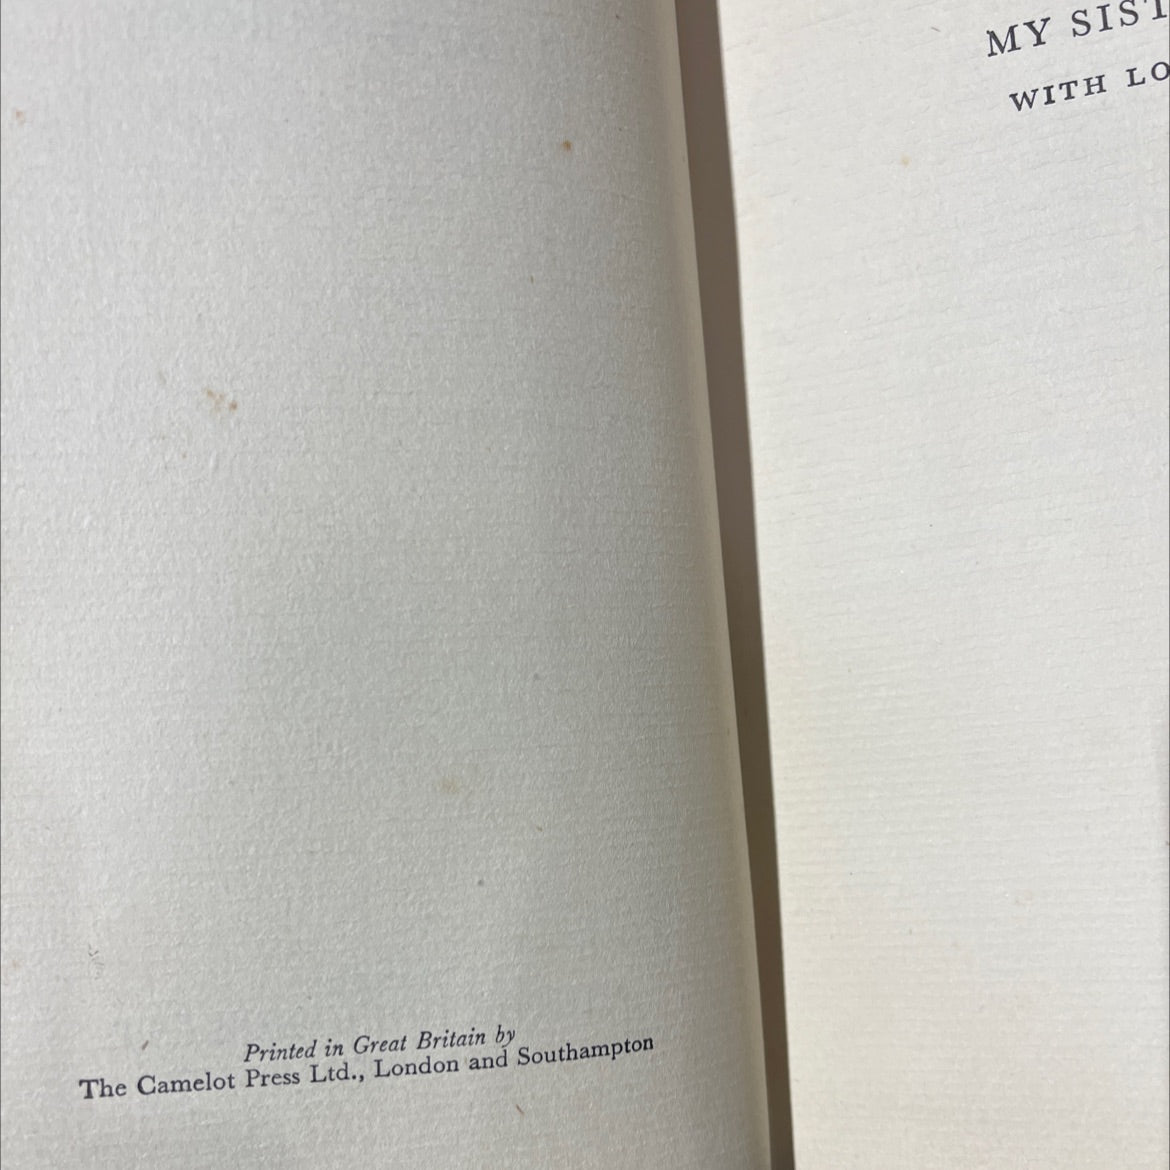 Printed in Great Britain by
The Camelot Press Ltd., London and Southampton
MY SIST
WITH LO